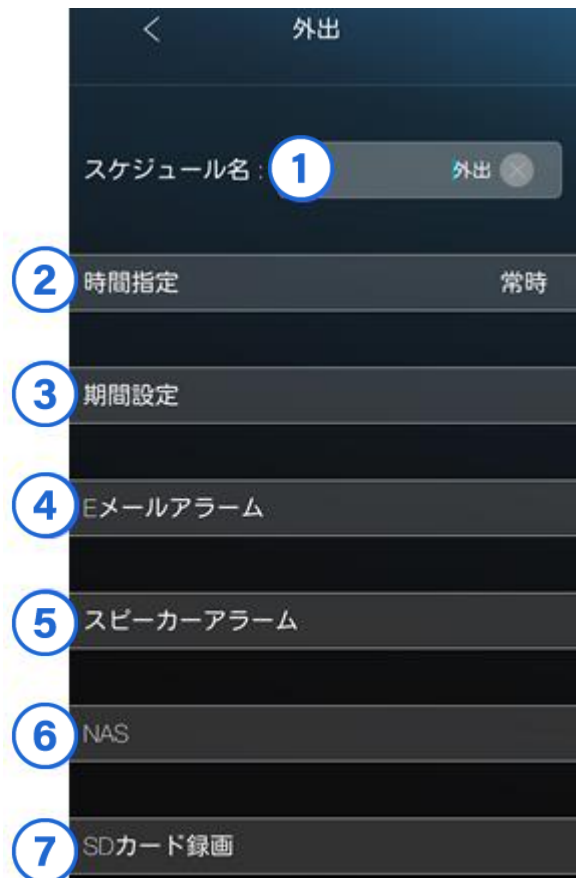 < 外出
スケジュール名 : ① 外出
② 時間指定 常時
③ 期間設定
④ Eメールアラーム
⑤ スピーカーアラーム
⑥ NAS
⑦ SDカード録画